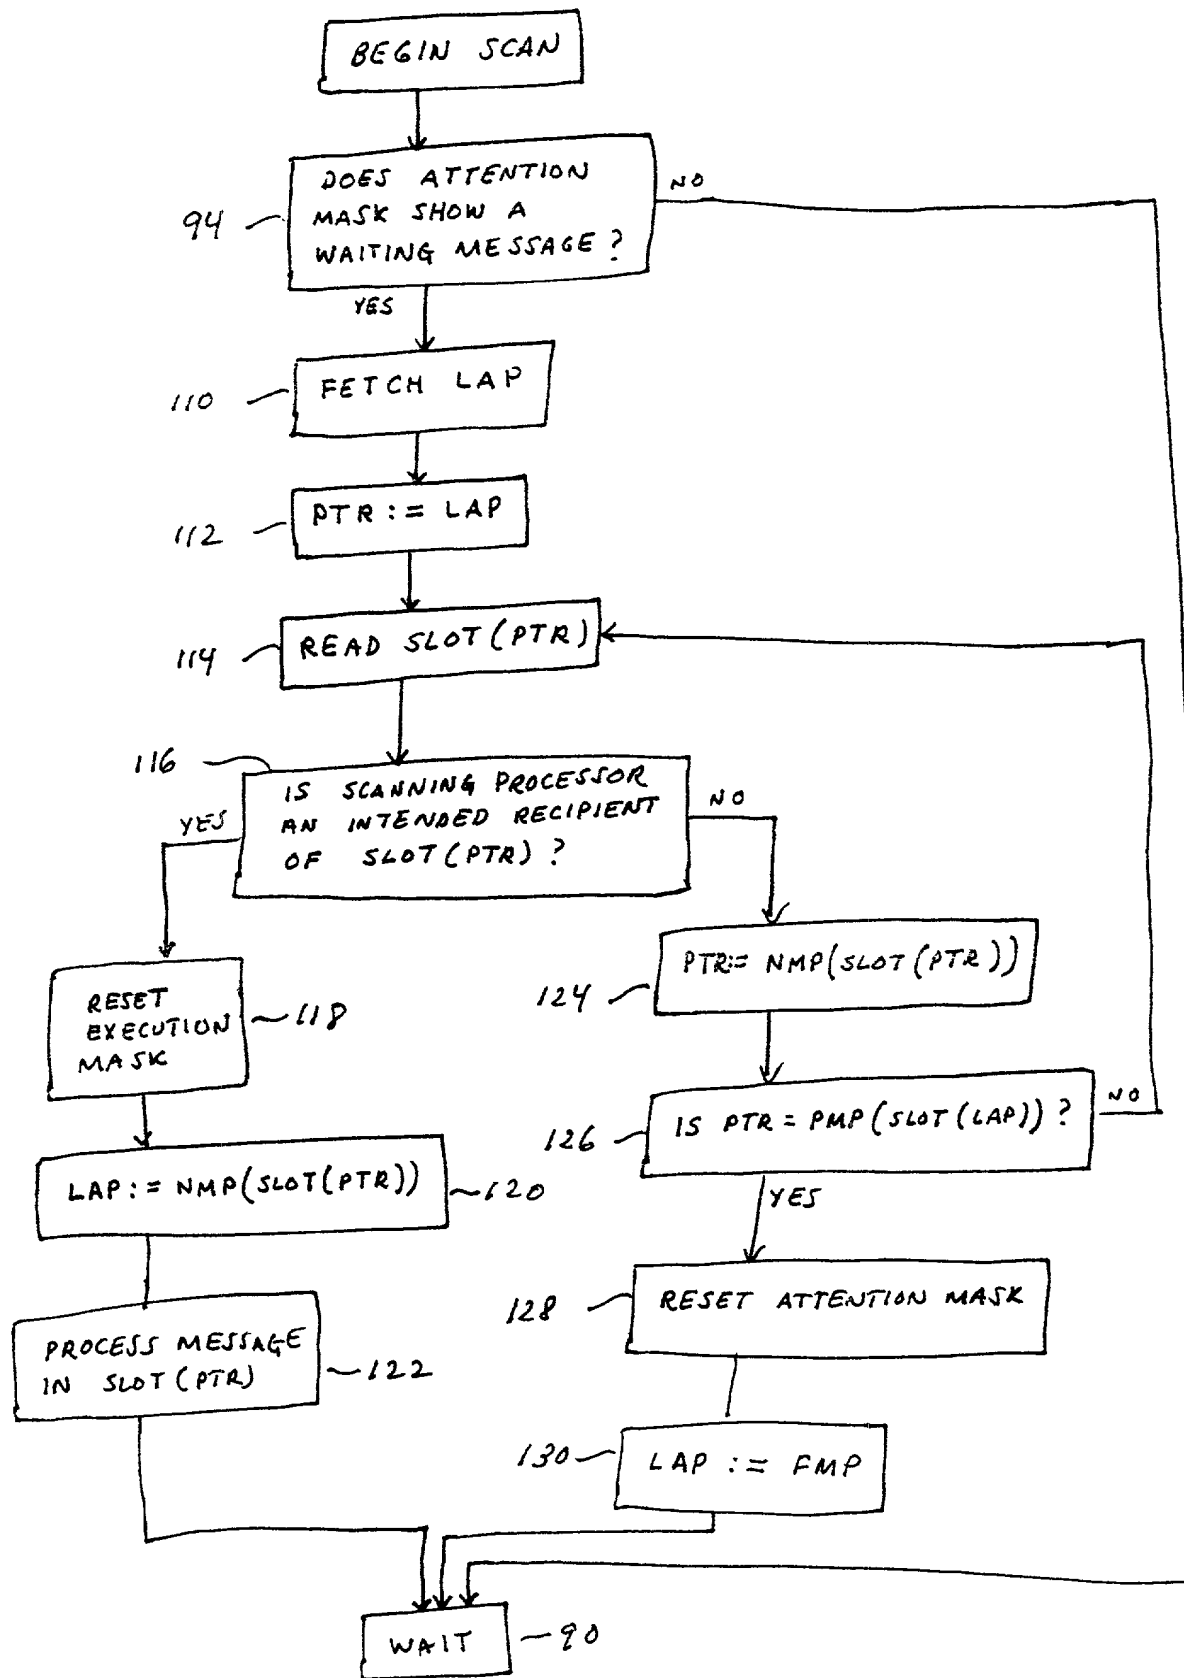 BEGIN SCAN
DOES ATTENTION
MASK SHOW A
WAITING MESSAGE?
94
NO
YES
FETCH LAP
110
PTR := LAP
112
READ SLOT(PTR)
114
116
IS SCANNING PROCESSOR
AN INTENDED RECIPIENT
OF SLOT(PTR)?
YES
NO
RESET
EXECUTION
MASK
118
PTR:= NMP(SLOT(PTR))
124
LAP := NMP(SLOT(PTR))
120
IS PTR = PMP(SLOT(LAP))?
126
NO
YES
PROCESS MESSAGE
IN SLOT(PTR)
122
RESET ATTENTION MASK
128
LAP := FMP
130
WAIT
90